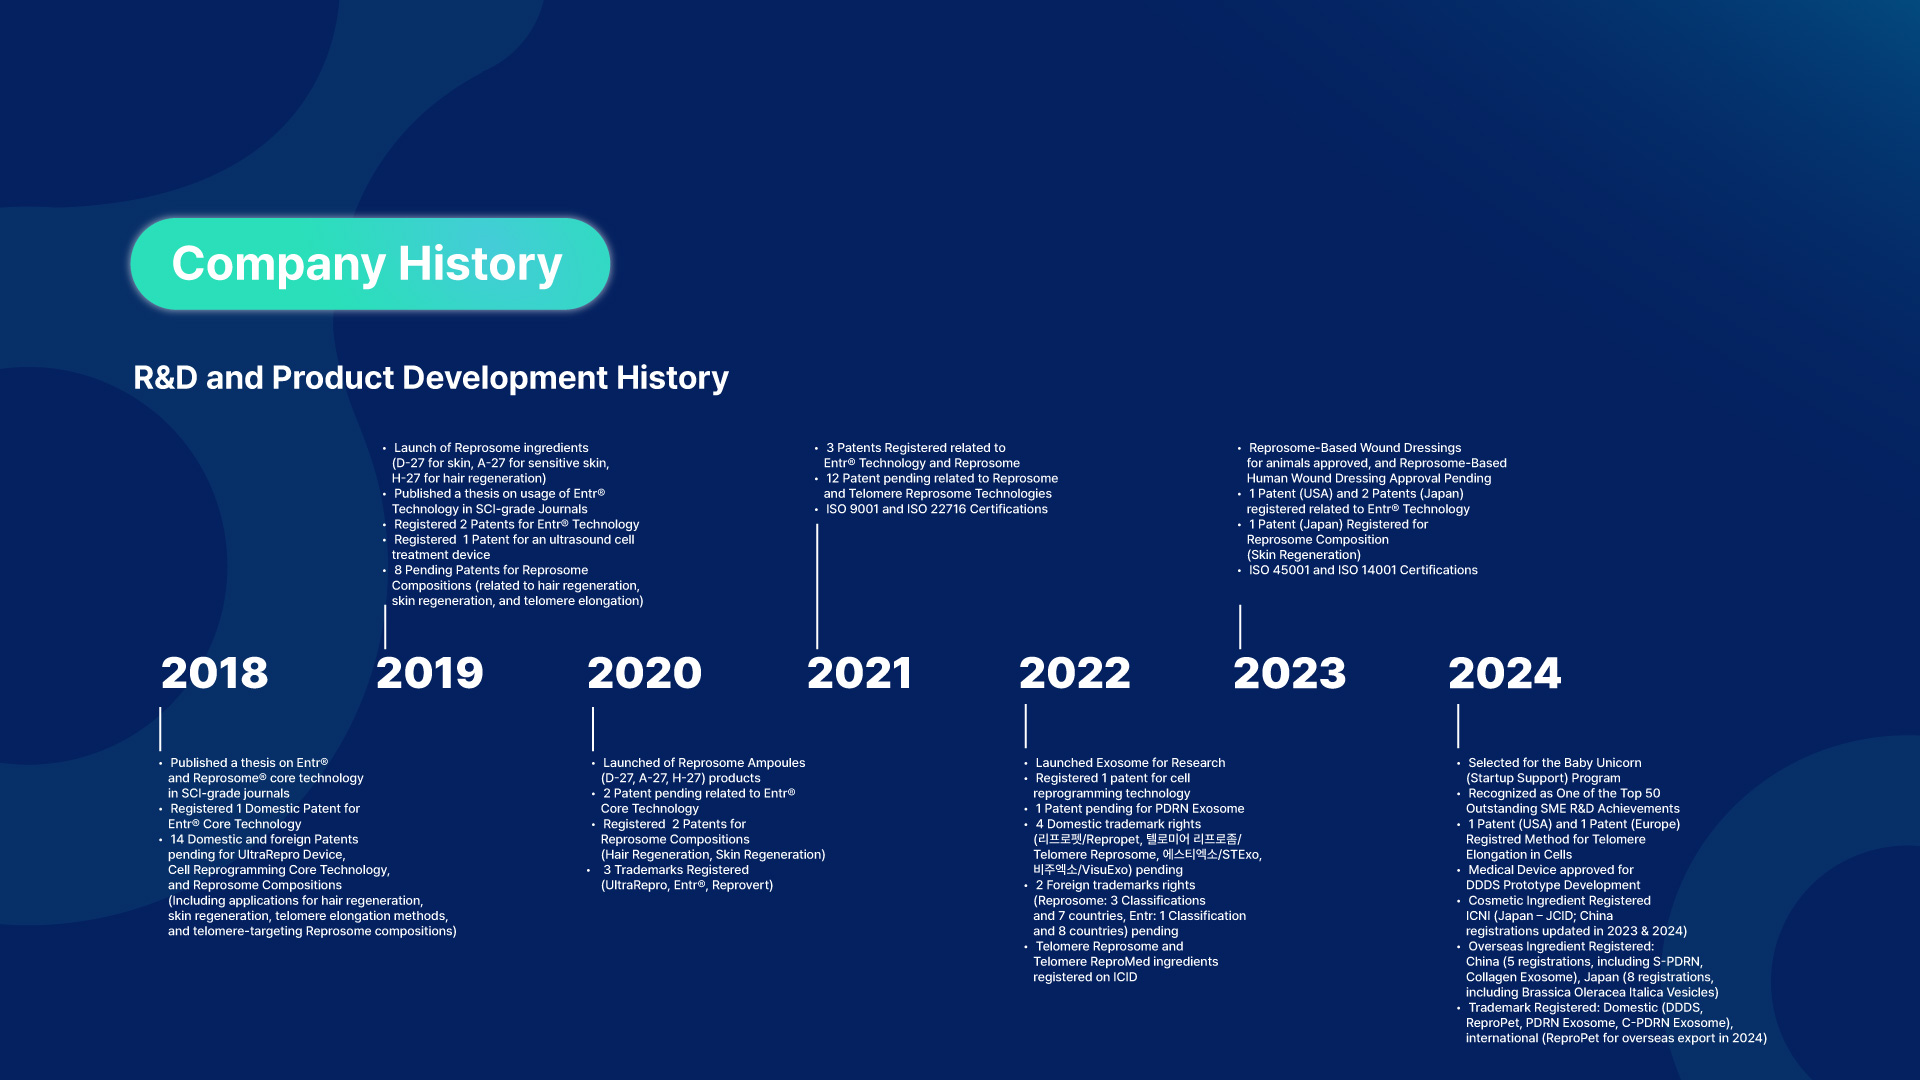 Company History
R&D and Product Development History
• Launch of Reprosome ingredients
(D-27 for skin, A-27 for sensitive skin,
H-27 for hair regeneration)
• Published a thesis on usage of Entr®
Technology in SCI-grade Journals
• Registered 2 Patents for Entr® Technology
• Registered  1 Patent for an ultrasound cell
treatment device
• 8 Pending Patents for Reprosome
Compositions (related to hair regeneration,
skin regeneration, and telomere elongation)
• 3 Patents Registered related to
Entr® Technology and Reprosome
• 12 Patent pending related to Reprosome
and Telomere Reprosome Technologies
• ISO 9001 and ISO 22716 Certifications
• Reprosome-Based Wound Dressings
for animals approved, and Reprosome-Based
Human Wound Dressing Approval Pending
• 1 Patent (USA) and 2 Patents (Japan)
registered related to Entr® Technology
• 1 Patent (Japan) Registered for
Reprosome Composition
(Skin Regeneration)
• ISO 45001 and ISO 14001 Certifications
2018 2019 2020 2021 2022 2023 2024
• Published a thesis on Entr®
and Reprosome® core technology
in SCI-grade journals
• Registered 1 Domestic Patent for
Entr® Core Technology
• 14 Domestic and foreign Patents
pending for UltraRepro Device,
Cell Reprogramming Core Technology,
and Reprosome Compositions
(Including applications for hair regeneration,
skin regeneration, telomere elongation methods,
and telomere-targeting Reprosome compositions)
• Launched of Reprosome Ampoules
(D-27, A-27, H-27) products
• 2 Patent pending related to Entr®
Core Technology
• Registered  2 Patents for
Reprosome Compositions
(Hair Regeneration, Skin Regeneration)
• 3 Trademarks Registered
(UltraRepro, Entr®, Reprovert)
• Launched Exosome for Research
• Registered 1 patent for cell
reprogramming technology
• 1 Patent pending for PDRN Exosome
• 4 Domestic trademark rights
(리프로펫/Repropet, 텔로미어 리프로좀/
Telomere Reprosome, 에스티엑소/STExo,
비주엑소/VisuExo) pending
• 2 Foreign trademarks rights
(Reprosome: 3 Classifications
and 7 countries, Entr: 1 Classification
and 8 countries) pending
• Telomere Reprosome and
Telomere ReproMed ingredients
registered on ICID
• Selected for the Baby Unicorn
(Startup Support) Program
• Recognized as One of the Top 50
Outstanding SME R&D Achievements
• 1 Patent (USA) and 1 Patent (Europe)
Registred Method for Telomere
Elongation in Cells
• Medical Device approved for
DDDS Prototype Development
• Cosmetic Ingredient Registered
ICNI (Japan – JCID; China
registrations updated in 2023 & 2024)
• Overseas Ingredient Registered:
China (5 registrations, including S-PDRN,
Collagen Exosome), Japan (8 registrations,
including Brassica Oleracea Italica Vesicles)
• Trademark Registered: Domestic (DDDS,
ReproPet, PDRN Exosome, C-PDRN Exosome),
international (ReproPet for overseas export in 2024)